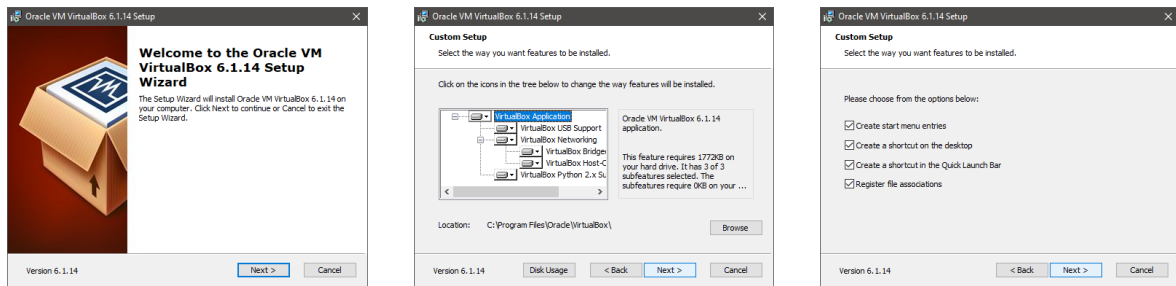 Oracle VM VirtualBox 6.1.14 Setup
Welcome to the Oracle VM
VirtualBox 6.1.14 Setup
Wizard
The Setup Wizard will install Oracle VM VirtualBox 6.1.14 on
your computer. Click Next to continue or Cancel to exit the
Setup Wizard.
Version 6.1.14
Next >
Cancel
Oracle VM VirtualBox 6.1.14 Setup
Custom Setup
Select the way you want features to be installed.
Click on the icons in the tree below to change the way features will be installed.
VirtualBox Application
VirtualBox USB Support
VirtualBox Networking
VirtualBox Bridge
VirtualBox Host-C
VirtualBox Python 2.x Su
Oracle VM VirtualBox 6.1.14
application.
This feature requires 1772KB on
your hard drive. It has 3 of 3
subfeatures selected. The
subfeatures require 0KB on your ...
Location: C:\Program Files\Oracle\VirtualBox\
Browse
Version 6.1.14
Disk Usage
< Back
Next >
Cancel
Oracle VM VirtualBox 6.1.14 Setup
Custom Setup
Select the way you want features to be installed.
Please choose from the options below:
Create start menu entries
Create a shortcut on the desktop
Create a shortcut in the Quick Launch Bar
Register file associations
Version 6.1.14
< Back
Next >
Cancel